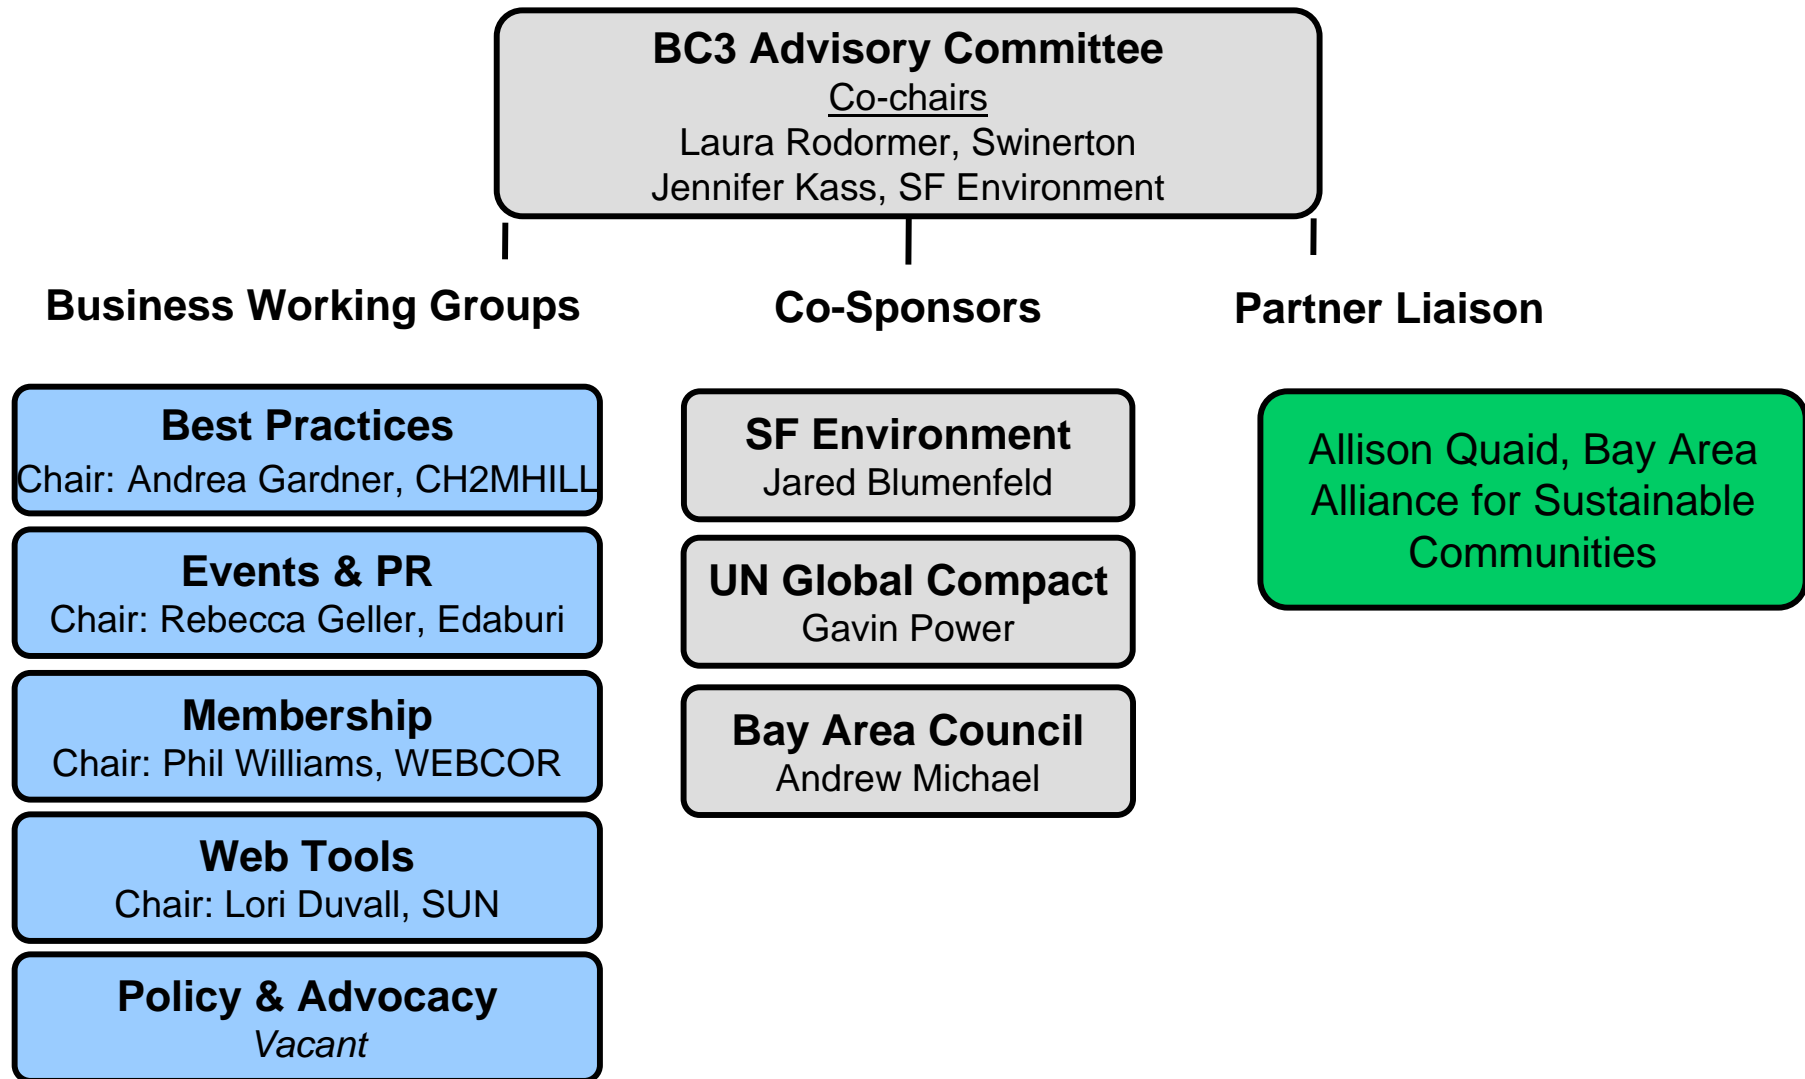 BC3 Advisory Committee
Co-chairs
Laura Rodormer, Swinerton
Jennifer Kass, SF Environment
Business Working Groups
Best Practices
Chair: Andrea Gardner, CH2MHILL
Events & PR
Chair: Rebecca Geller, Edaburi
Membership
Chair: Phil Williams, WEBCOR
Web Tools
Chair: Lori Duvall, SUN
Policy & Advocacy
Vacant
Co-Sponsors
SF Environment
Jared Blumenfeld
UN Global Compact
Gavin Power
Bay Area Council
Andrew Michael
Partner Liaison
Allison Quaid, Bay Area
Alliance for Sustainable
Communities